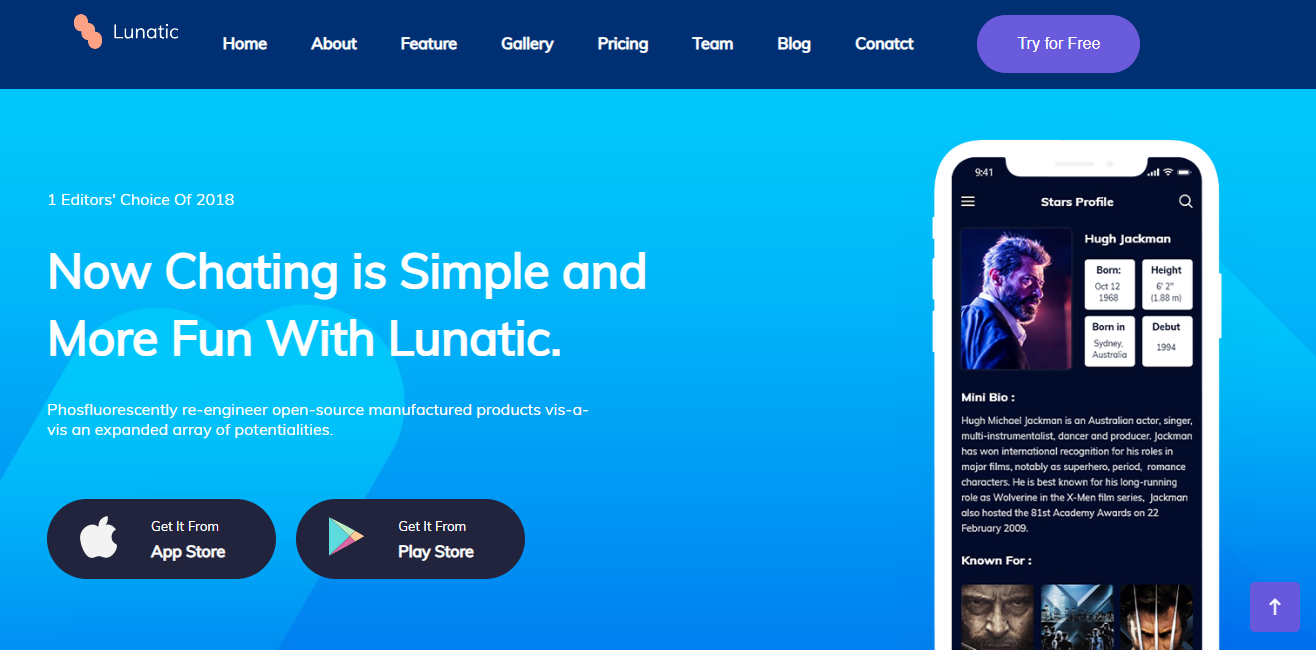 Lunatic
Home
About
Feature
Gallery
Pricing
Team
Blog
Conatct
Try for Free
1 Editors' Choice Of 2018
Now Chating is Simple and
More Fun With Lunatic.
Phosfluorescently re-engineer open-source manufactured products vis-a-
vis an expanded array of potentialities.
Get It From
App Store
Get It From
Play Store
9:41
Stars Profile
Hugh Jackman
Born:
Oct 12
1968
Height
6' 2"
(1.88 m)
Born in
Sydney,
Australia
Debut
1994
Mini Bio :
Hugh Michael Jackman is an Australian actor, singer,
multi-instrumentalist, dancer and producer. Jackman
has won international recognition for his roles in
major films, notably as superhero, period, romance
characters. He is best known for his long-running
role as Wolverine in the X-Men film series, Jackman
also hosted the 81st Academy Awards on 22
February 2009.
Known For :